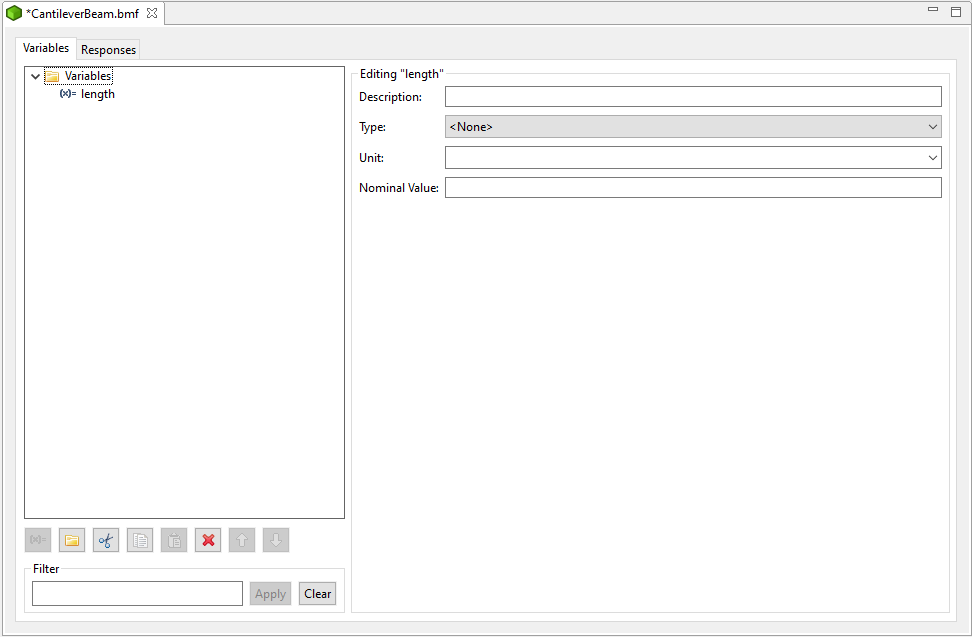 *CantileverBeam.bmf
Variables
Responses
Variables
(x)= length
Editing "length"
Description:
Type:
<None>
Unit:
Nominal Value:
(x)=
Filter
Apply
Clear